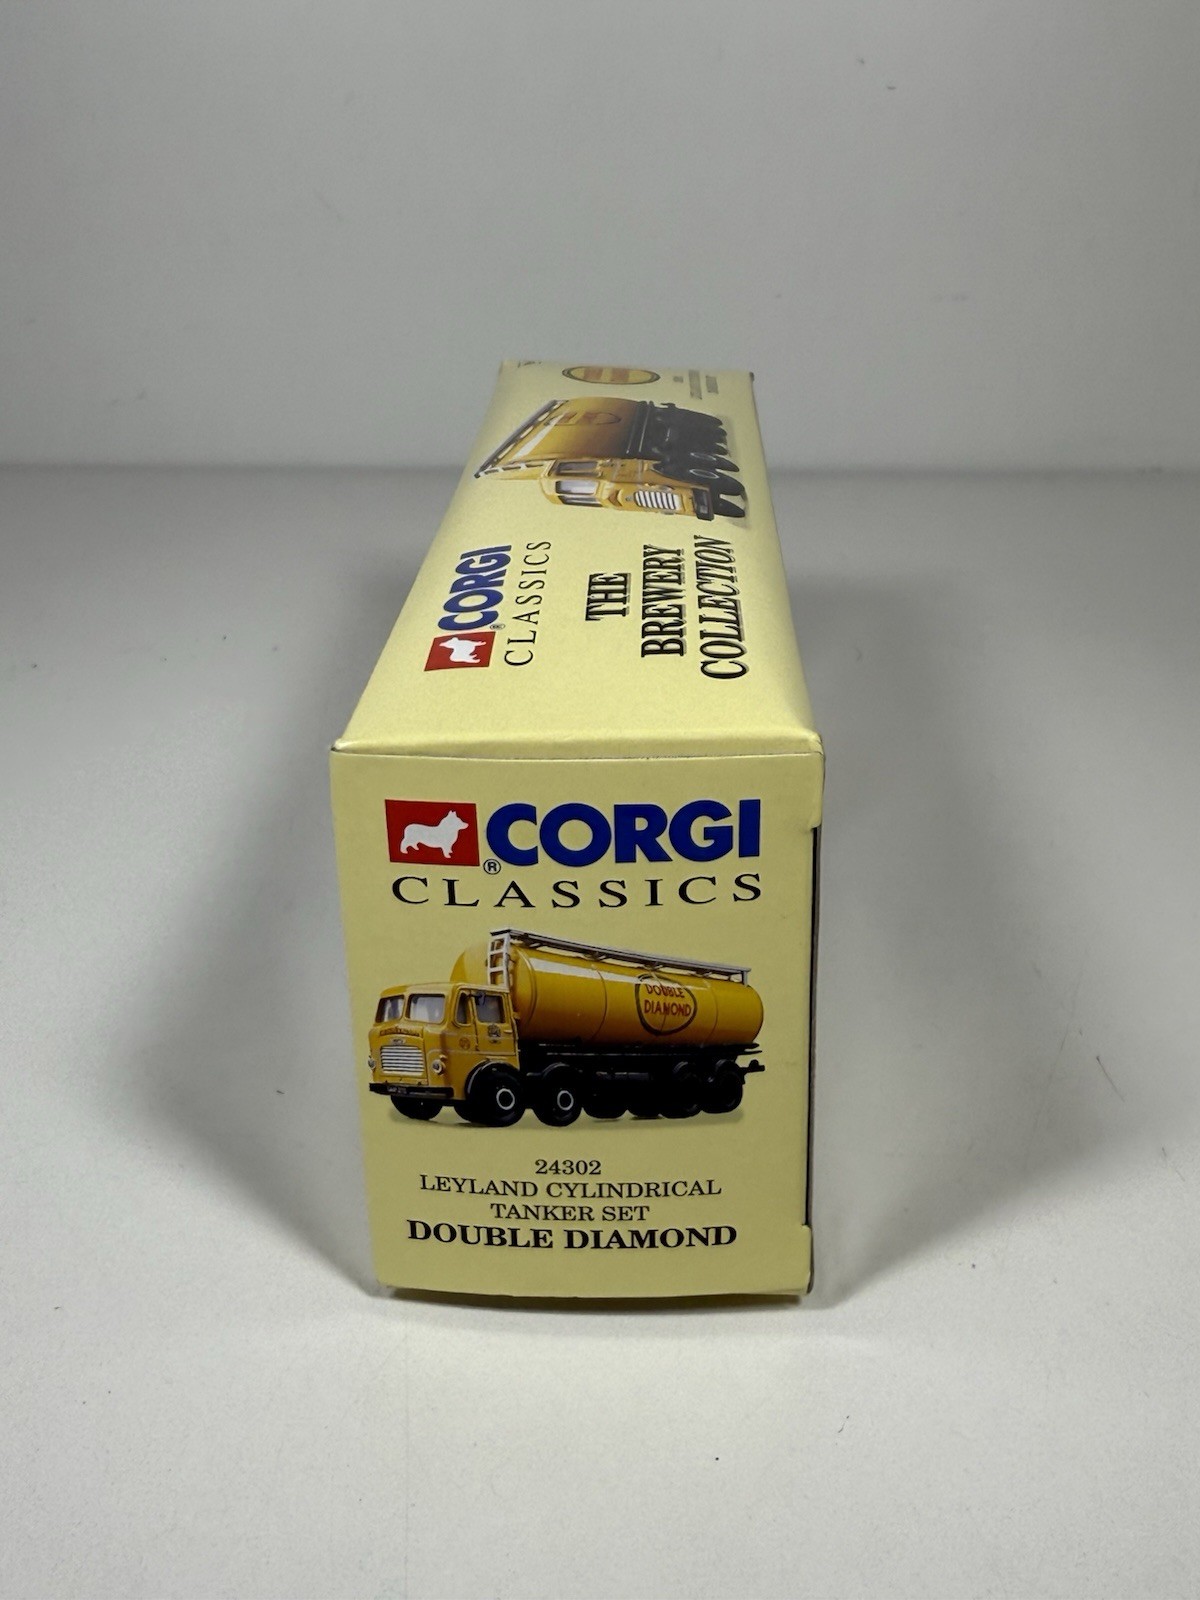 CORGI
®
CLASSICS
THE
BREWERY
COLLECTION
CORGI
®
CLASSICS
DOUBLE
DIAMOND
24302
LEYLAND CYLINDRICAL
TANKER SET
DOUBLE DIAMOND